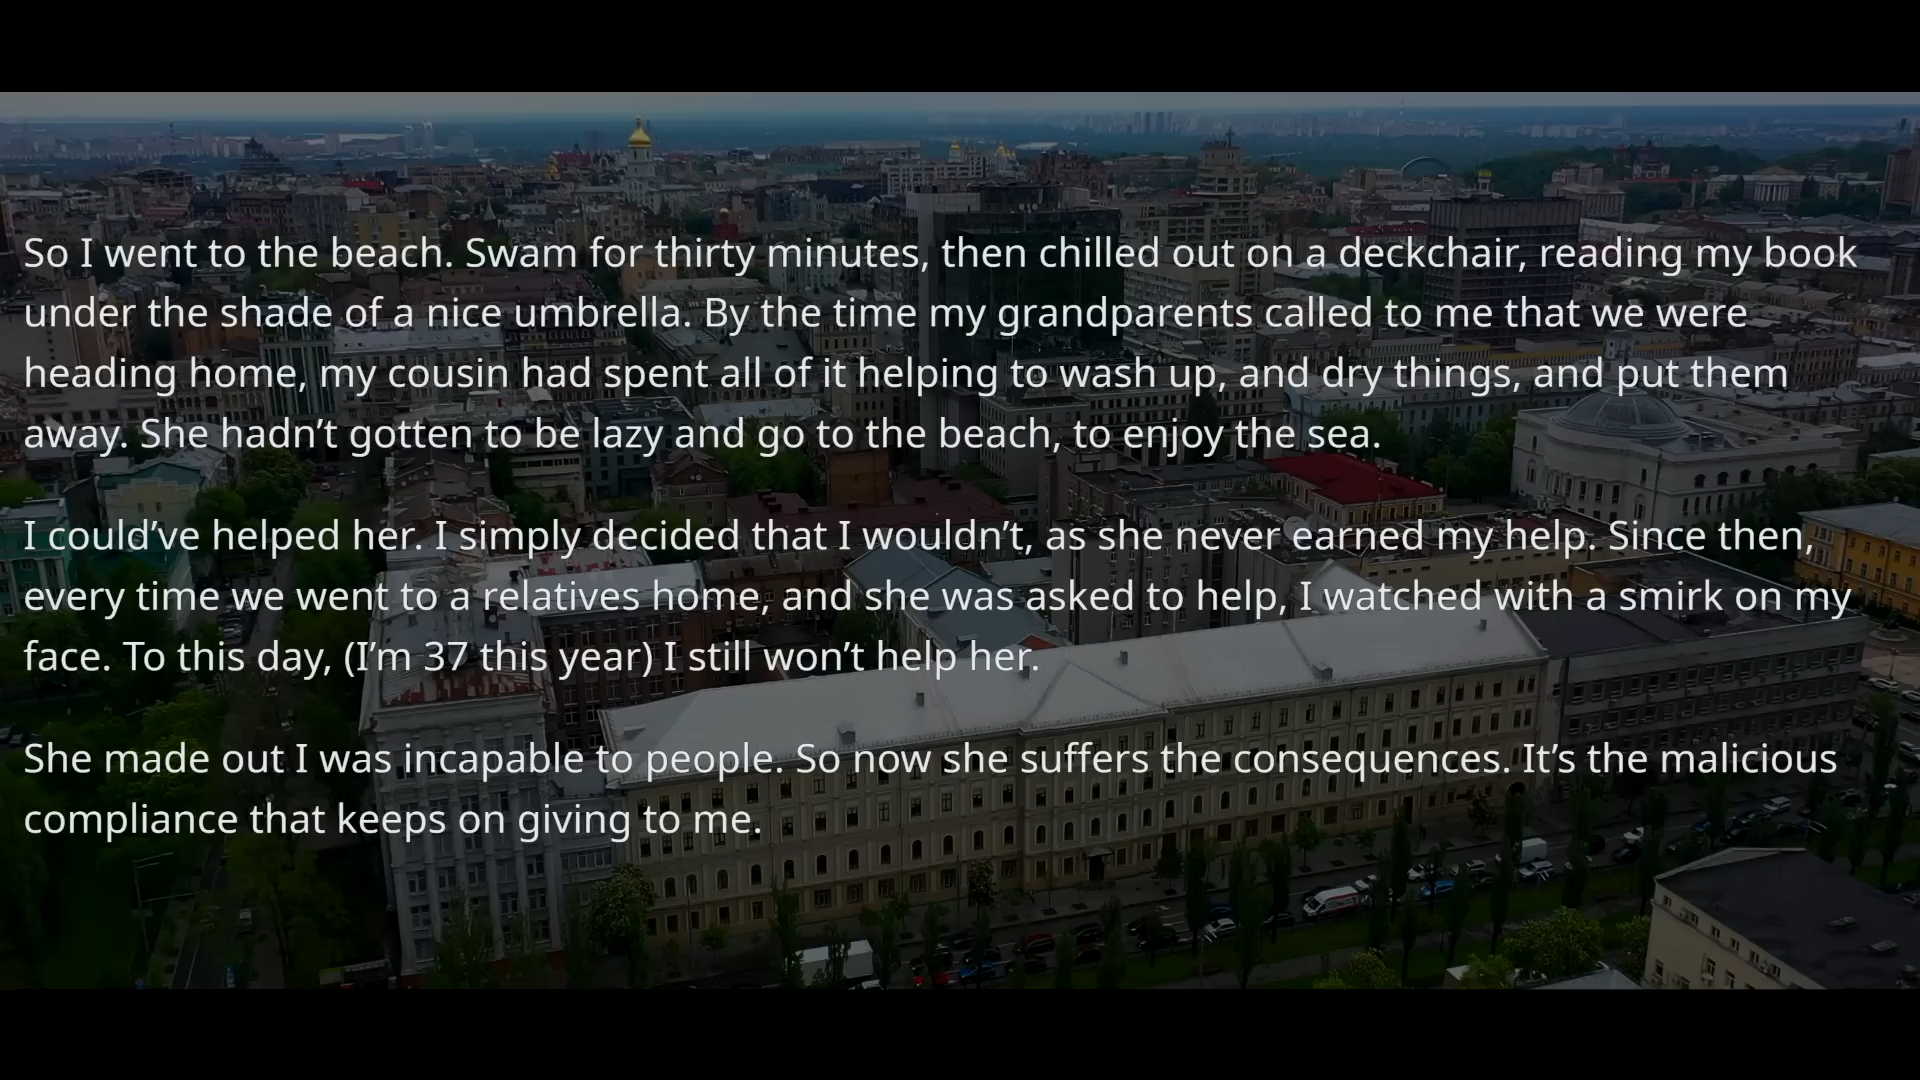 So I went to the beach. Swam for thirty minutes, then chilled out on a deckchair, reading my book
under the shade of a nice umbrella. By the time my grandparents called to me that we were
heading home, my cousin had spent all of it helping to wash up, and dry things, and put them
away. She hadn’t gotten to be lazy and go to the beach, to enjoy the sea.
I could’ve helped her. I simply decided that I wouldn’t, as she never earned my help. Since then,
every time we went to a relatives home, and she was asked to help, I watched with a smirk on my
face. To this day, (I’m 37 this year) I still won’t help her.
She made out I was incapable to people. So now she suffers the consequences. It’s the malicious
compliance that keeps on giving to me.